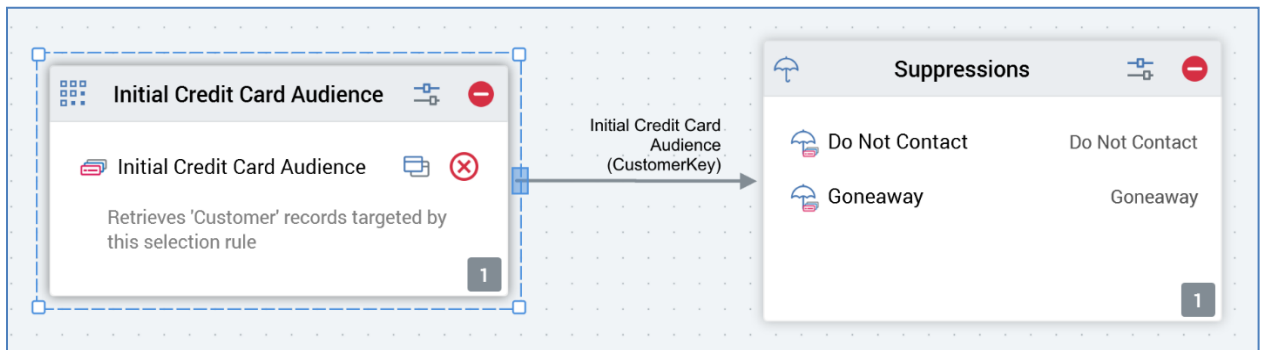 Initial Credit Card Audience
Initial Credit Card Audience
Retrieves 'Customer' records targeted by
this selection rule
1
Initial Credit Card
Audience
(CustomerKey)
Suppressions
Do Not Contact Do Not Contact
Goneaway Goneaway
1